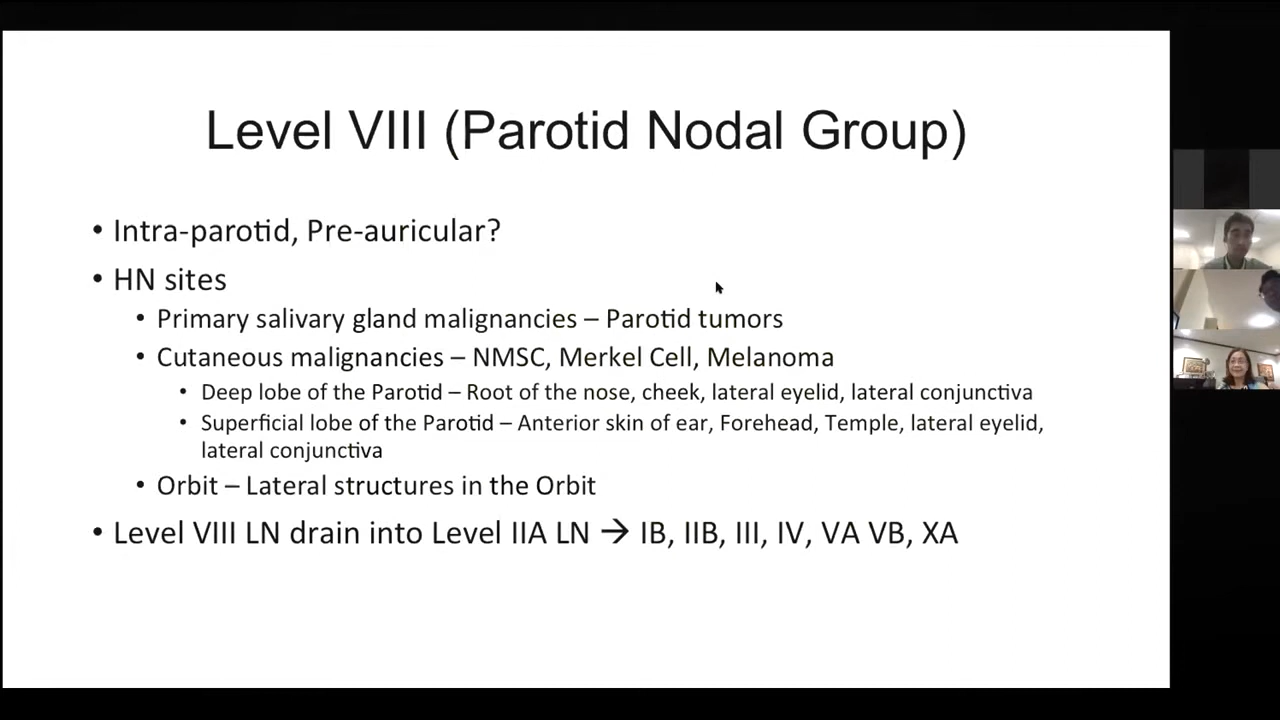 Level VIII (Parotid Nodal Group)
• Intra-parotid, Pre-auricular?
• HN sites
• Primary salivary gland malignancies – Parotid tumors
• Cutaneous malignancies – NMSC, Merkel Cell, Melanoma
• Deep lobe of the Parotid – Root of the nose, cheek, lateral eyelid, lateral conjunctiva
• Superficial lobe of the Parotid – Anterior skin of ear, Forehead, Temple, lateral eyelid,
lateral conjunctiva
• Orbit – Lateral structures in the Orbit
• Level VIII LN drain into Level IIA LN → IB, IIB, III, IV, VA VB, XA